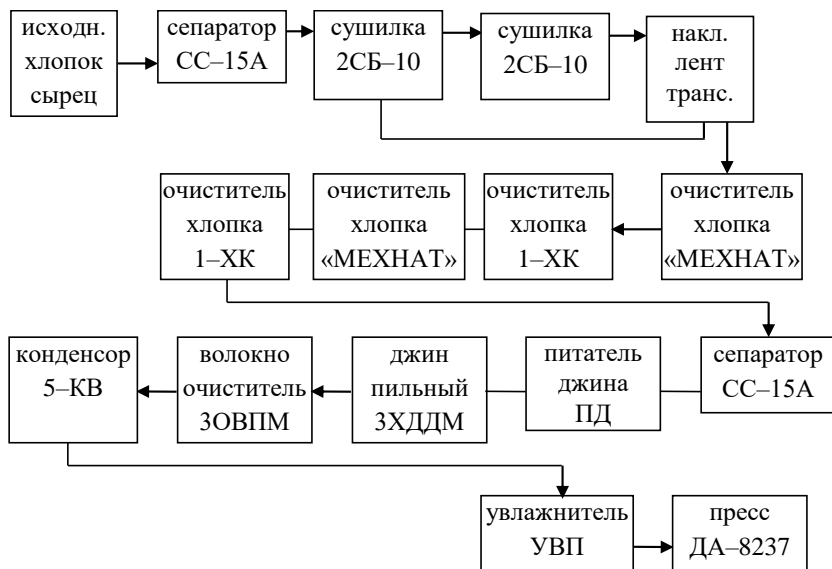 исходн.
хлопок
сырец
сепаратор
СС–15А
сушилка
2СБ–10
сушилка
2СБ–10
накл.
лент
транс.
очиститель
хлопка
1–ХК
очиститель
хлопка
«МЕХНАТ»
очиститель
хлопка
1–ХК
очиститель
хлопка
«МЕХНАТ»
конденсор
5–КВ
волокно
очиститель
3ОВПМ
джин
пильный
3ХДДМ
питатель
джина
ПД
сепаратор
СС–15А
увлажнитель
УВП
пресс
ДА–8237